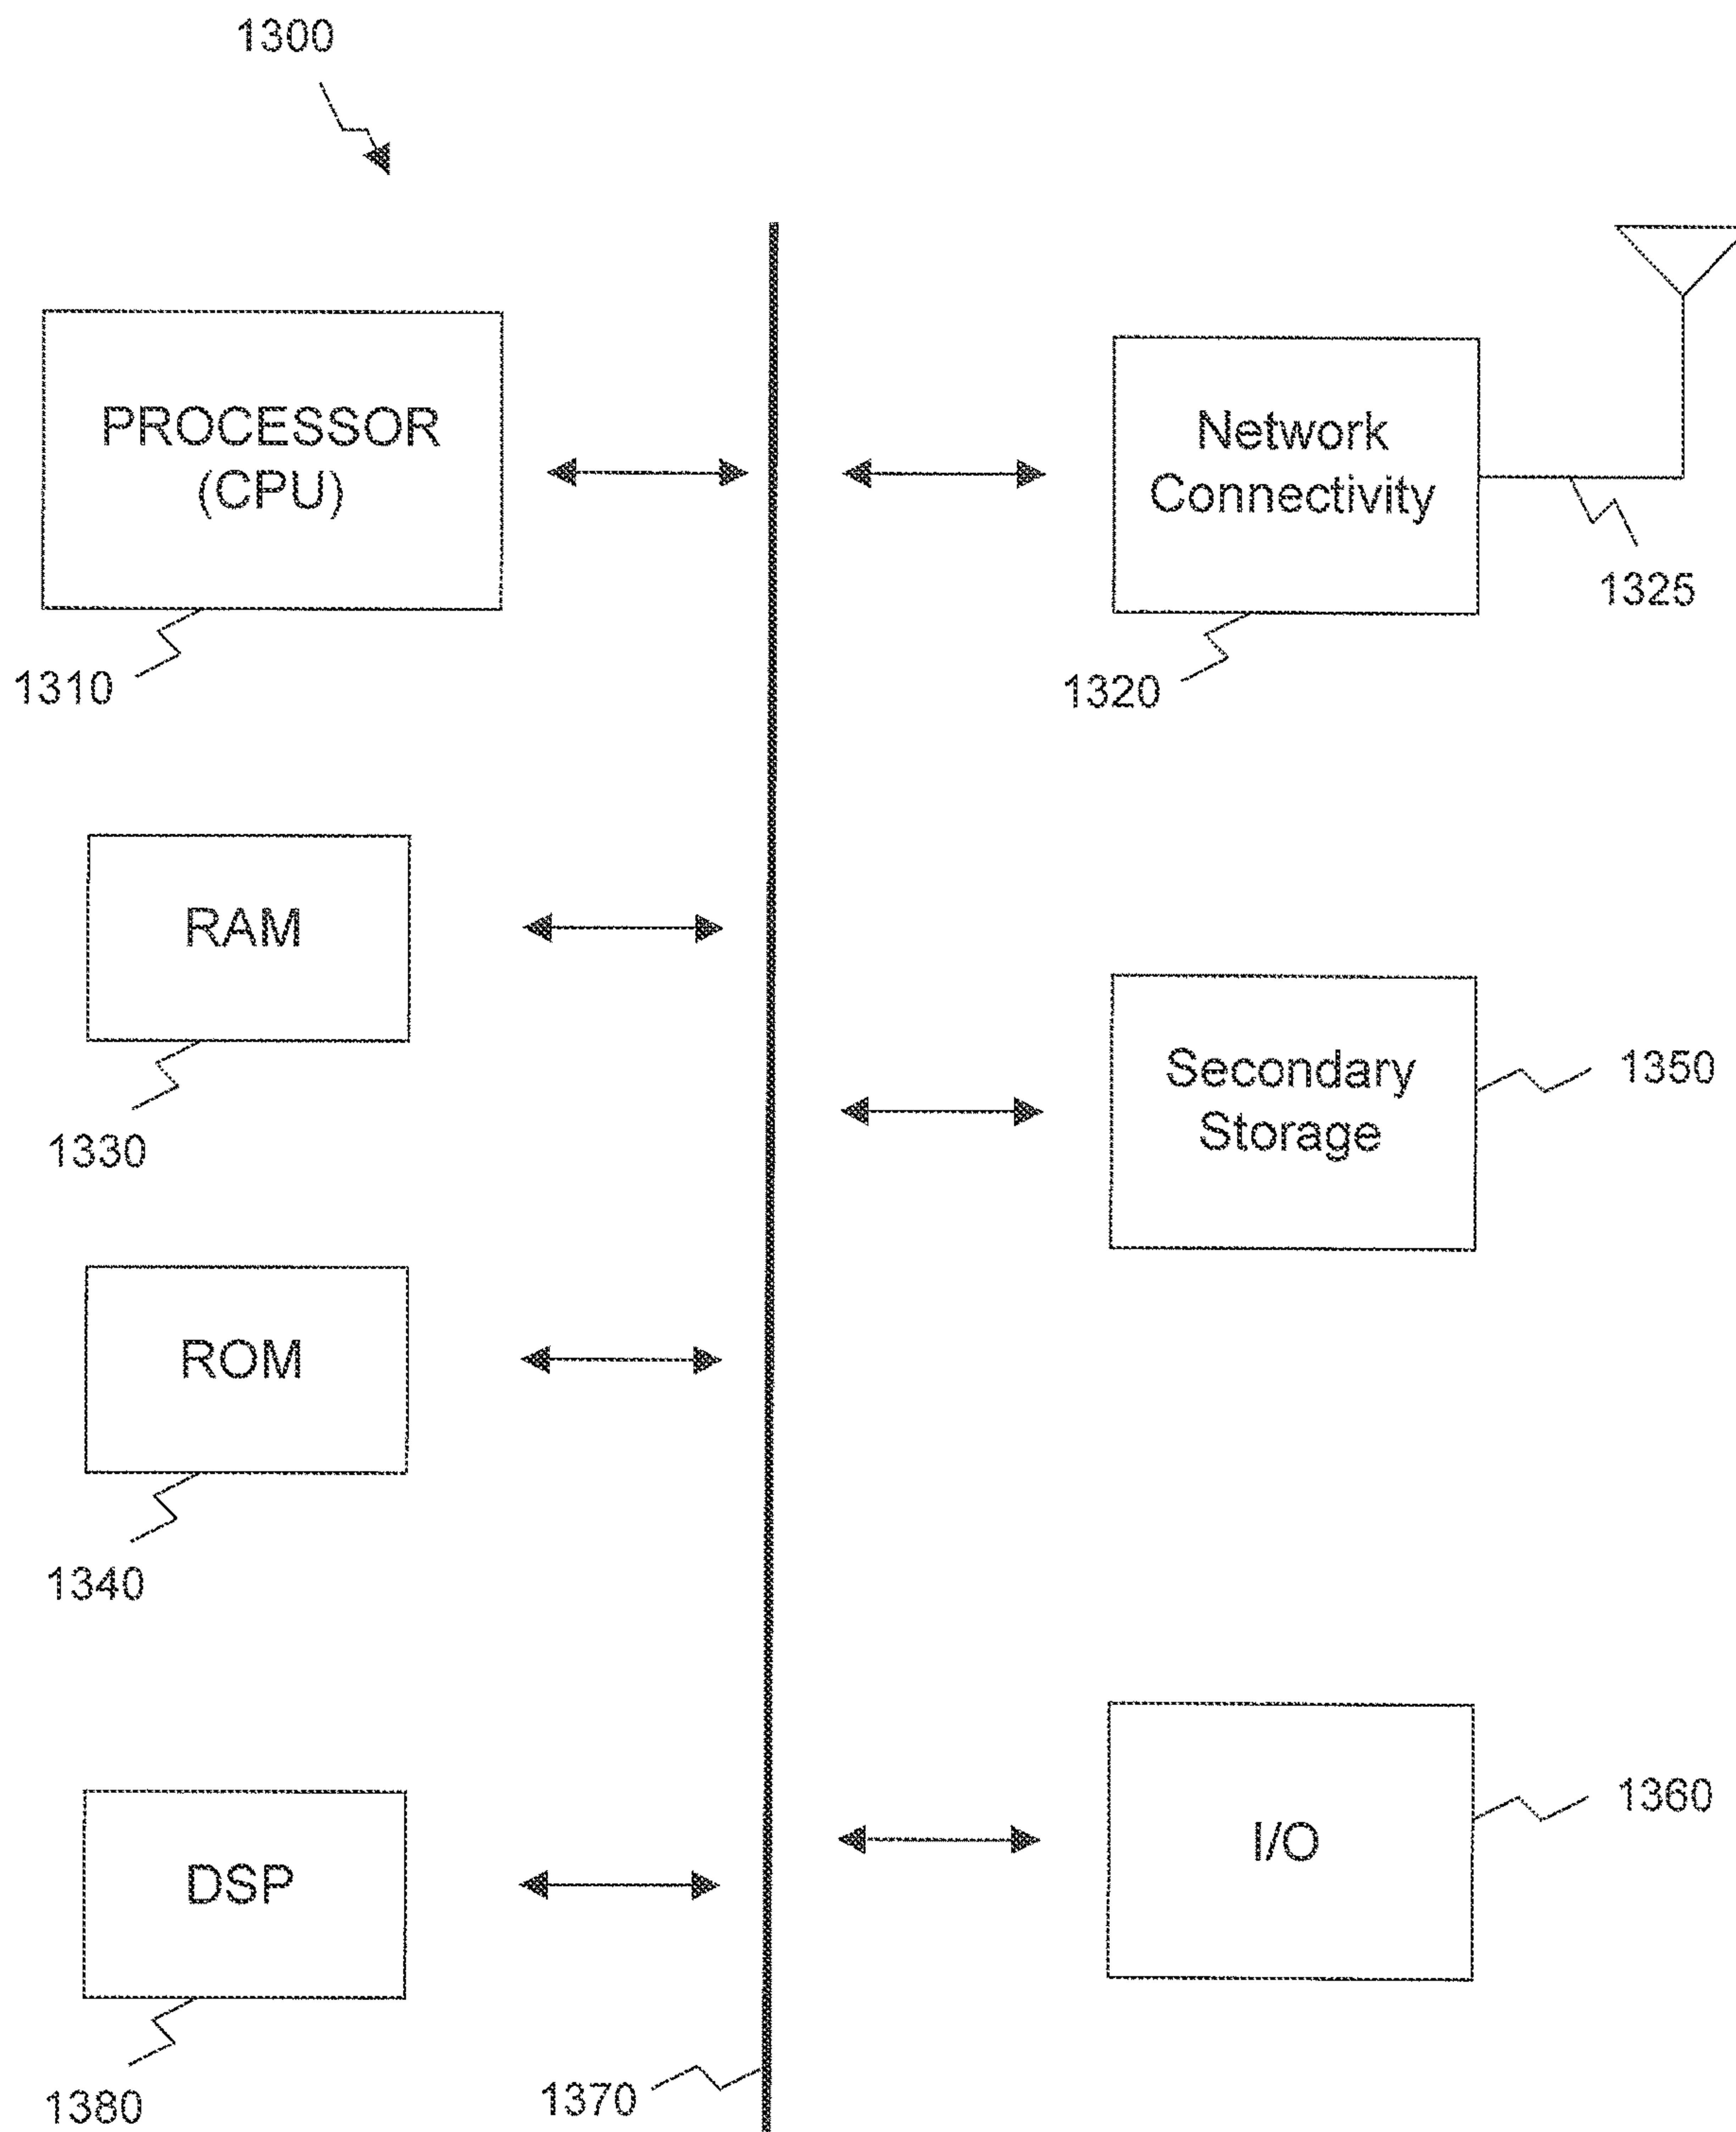 1300
PROCESSOR
(CPU)
1310
Network
Connectivity
1325
1320
RAM
1330
Secondary
Storage
1350
ROM
1340
I/O
1360
DSP
1380
1370